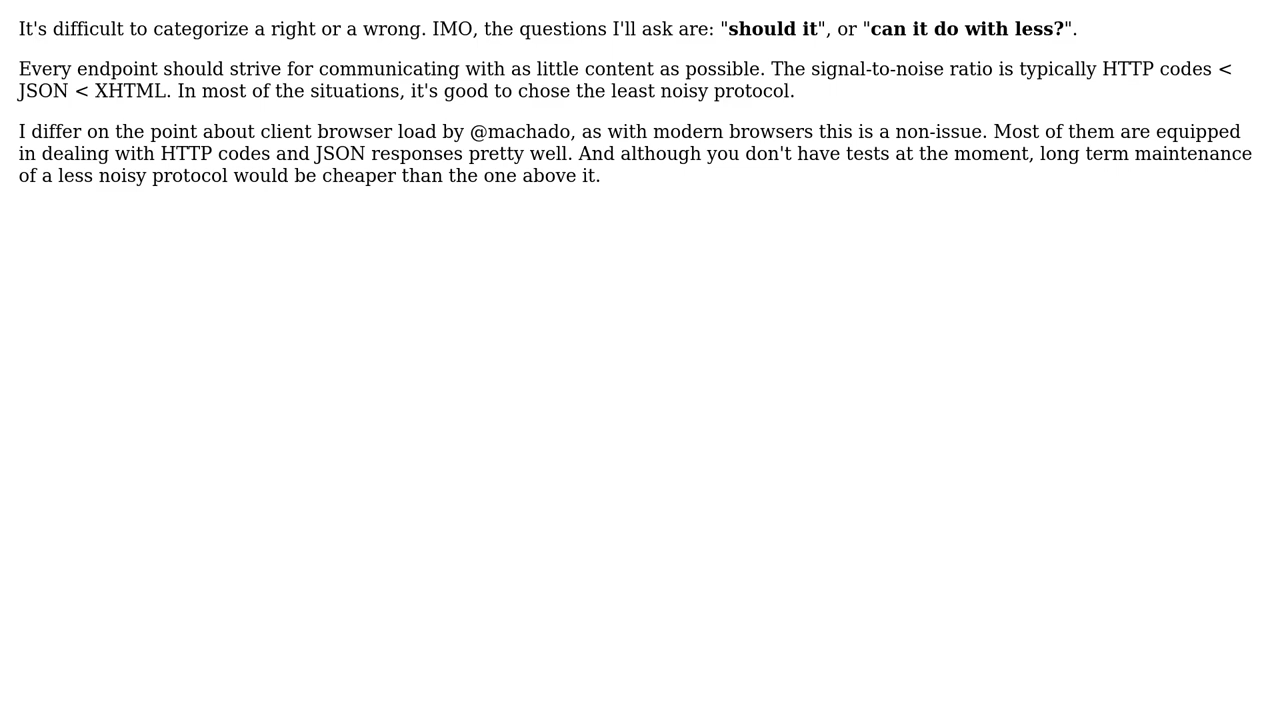 It's difficult to categorize a right or a wrong. IMO, the questions I'll ask are: "should it", or "can it do with less?".
Every endpoint should strive for communicating with as little content as possible. The signal-to-noise ratio is typically HTTP codes <
JSON < XHTML. In most of the situations, it's good to chose the least noisy protocol.
I differ on the point about client browser load by @machado, as with modern browsers this is a non-issue. Most of them are equipped
in dealing with HTTP codes and JSON responses pretty well. And although you don't have tests at the moment, long term maintenance
of a less noisy protocol would be cheaper than the one above it.